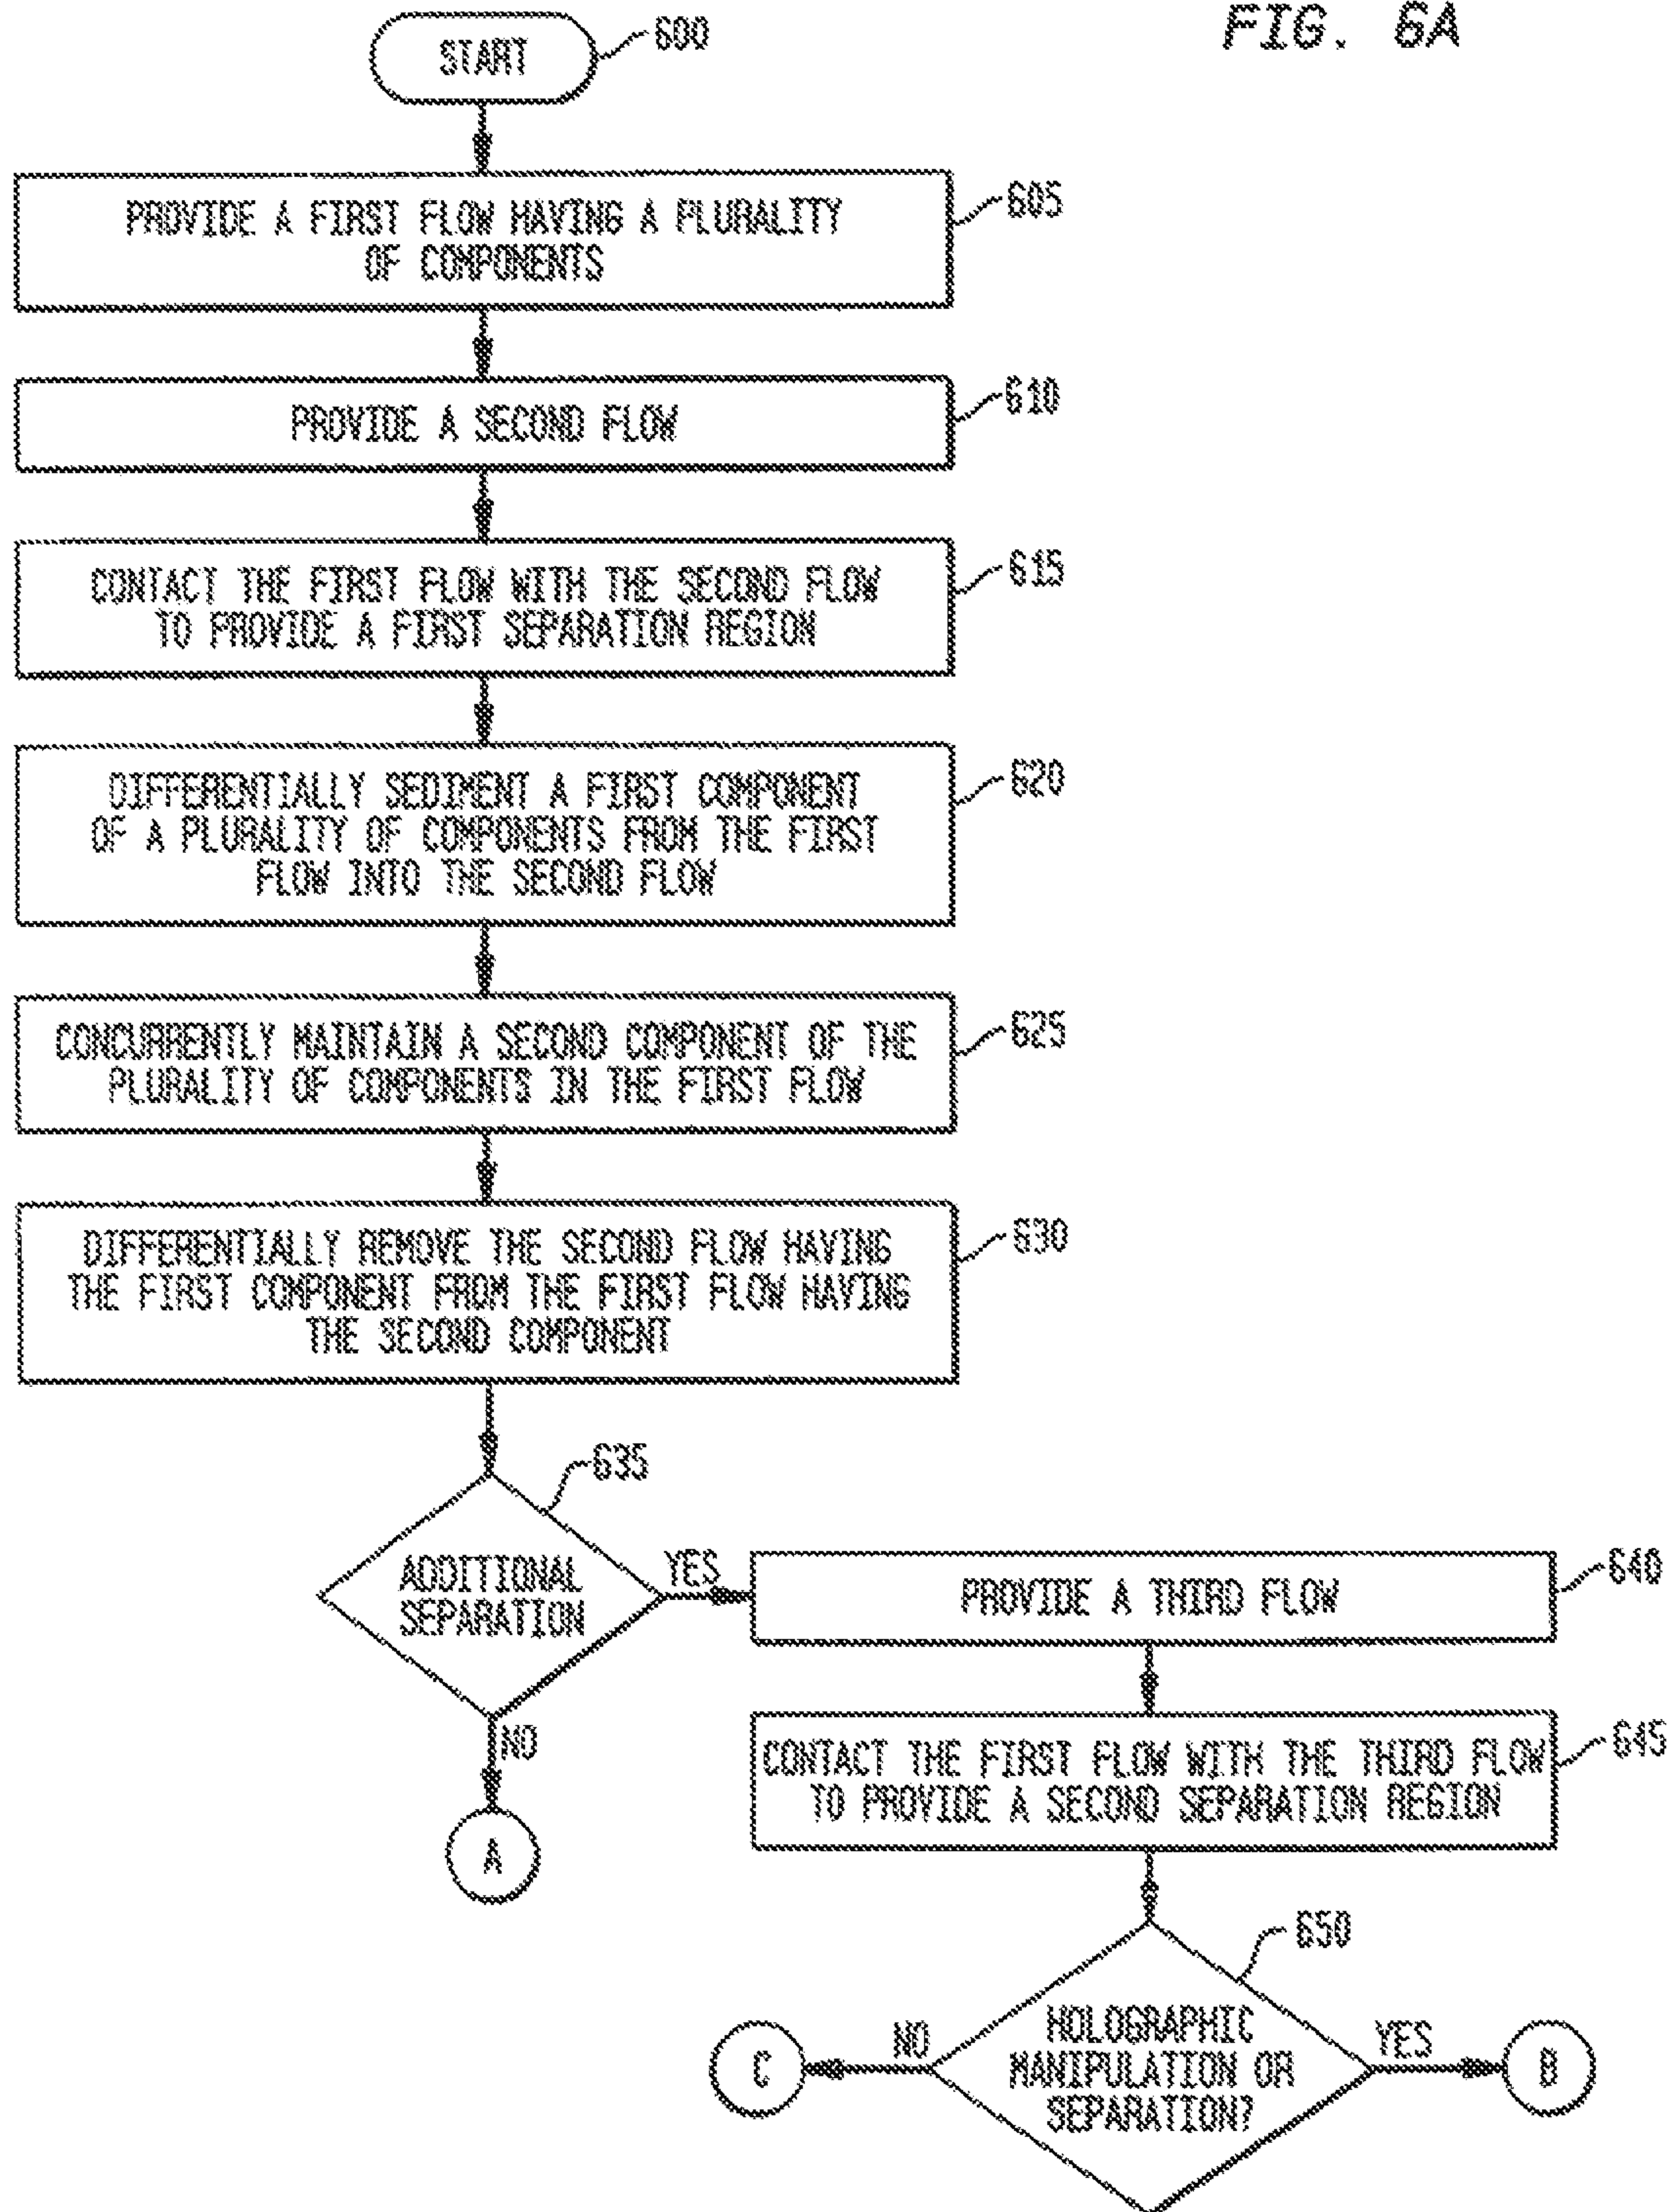 FIG. 6A
START
600
PROVIDE A FIRST FLOW HAVING A PLURALITY
OF COMPONENTS
605
PROVIDE A SECOND FLOW
610
CONTACT THE FIRST FLOW WITH THE SECOND FLOW
TO PROVIDE A FIRST SEPARATION REGION
615
DIFFERENTIALLY SEDIMENT A FIRST COMPONENT
OF A PLURALITY OF COMPONENTS FROM THE FIRST
FLOW INTO THE SECOND FLOW
620
CONCURRENTLY MAINTAIN A SECOND COMPONENT OF THE
PLURALITY OF COMPONENTS IN THE FIRST FLOW
625
DIFFERENTIALLY REMOVE THE SECOND FLOW HAVING
THE FIRST COMPONENT FROM THE FIRST FLOW HAVING
THE SECOND COMPONENT
630
635
ADDITIONAL
SEPARATION
YES
NO
A
PROVIDE A THIRD FLOW
640
CONTACT THE FIRST FLOW WITH THE THIRD FLOW
TO PROVIDE A SECOND SEPARATION REGION
645
650
HOLOGRAPHIC
MANIPULATION OR
SEPARATION?
NO
C
YES
B